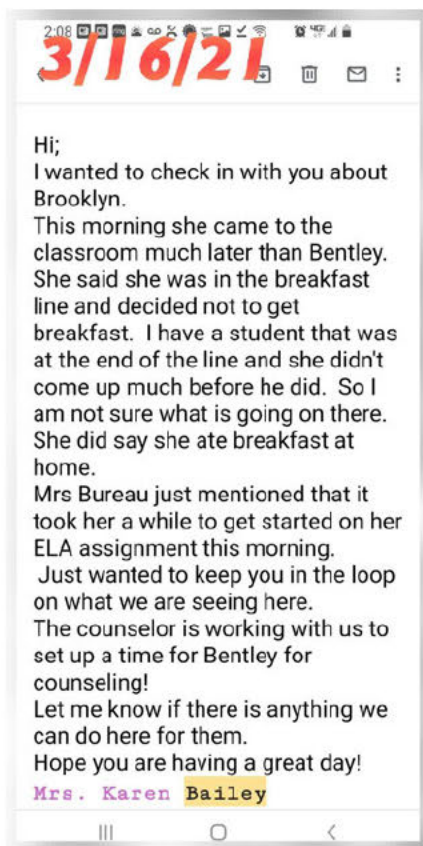 2:08
3/16/21
Hi;
I wanted to check in with you about
Brooklyn.
This morning she came to the
classroom much later than Bentley.
She said she was in the breakfast
line and decided not to get
breakfast.  I have a student that was
at the end of the line and she didn't
come up much before he did.  So I
am not sure what is going on there.
She did say she ate breakfast at
home.
Mrs Bureau just mentioned that it
took her a while to get started on her
ELA assignment this morning.
Just wanted to keep you in the loop
on what we are seeing here.
The counselor is working with us to
set up a time for Bentley for
counseling!
Let me know if there is anything we
can do here for them.
Hope you are having a great day!
Mrs. Karen Bailey